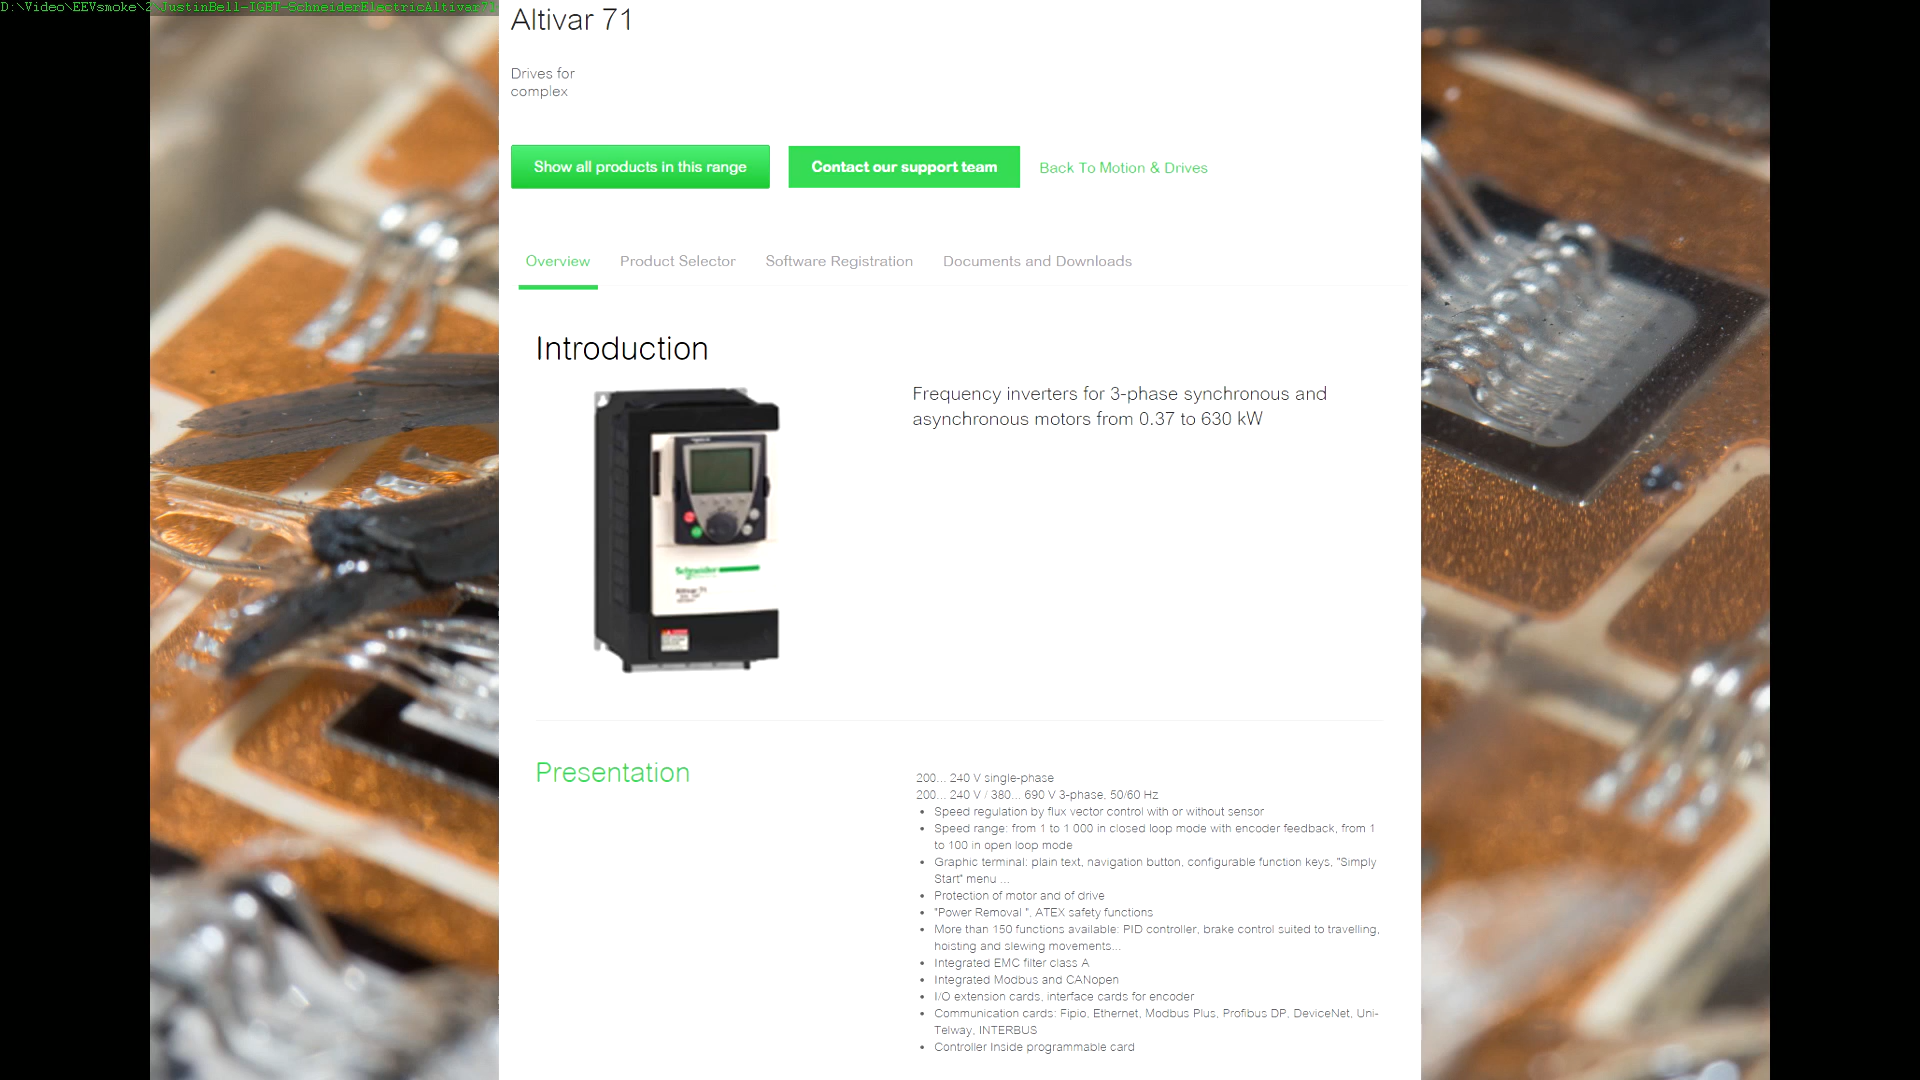 D:\Video\EEVsmoke\2\JustinBell-IGBT-SchneiderElectricAltivar71
Altivar 71
Drives for
complex
Show all products in this range
Contact our support team
Back To Motion & Drives
Overview
Product Selector
Software Registration
Documents and Downloads
Introduction
Frequency inverters for 3-phase synchronous and
asynchronous motors from 0.37 to 630 kW
Schneider
Altivar 71
Presentation
200... 240 V single-phase
200... 240 V / 380... 690 V 3-phase, 50/60 Hz
• Speed regulation by flux vector control with or without sensor
• Speed range: from 1 to 1 000 in closed loop mode with encoder feedback, from 1
to 100 in open loop mode
• Graphic terminal: plain text, navigation button, configurable function keys, "Simply
Start" menu ...
• Protection of motor and of drive
• "Power Removal ", ATEX safety functions
• More than 150 functions available: PID controller, brake control suited to travelling,
hoisting and slewing movements...
• Integrated EMC filter class A
• Integrated Modbus and CANopen
• I/O extension cards, interface cards for encoder
• Communication cards: Fipio, Ethernet, Modbus Plus, Profibus DP, DeviceNet, Uni-
Telway, INTERBUS
• Controller Inside programmable card